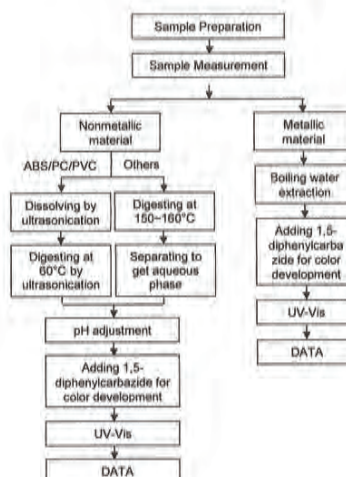 Sample Preparation
Sample Measurement
Nonmetallic
material
Metallic
material
ABS/PC/PVC
Others
Boiling water
extraction
Dissolving by
ultrasonication
Digesting at
150~160°C
Adding 1,5-
diphenylcarba
zide for color
development
Digesting at
60°C by
ultrasonication
Separating to
get aqueous
phase
UV-Vis
pH adjustment
DATA
Adding 1,5-
diphenylcarbazide for
color development
UV-Vis
DATA